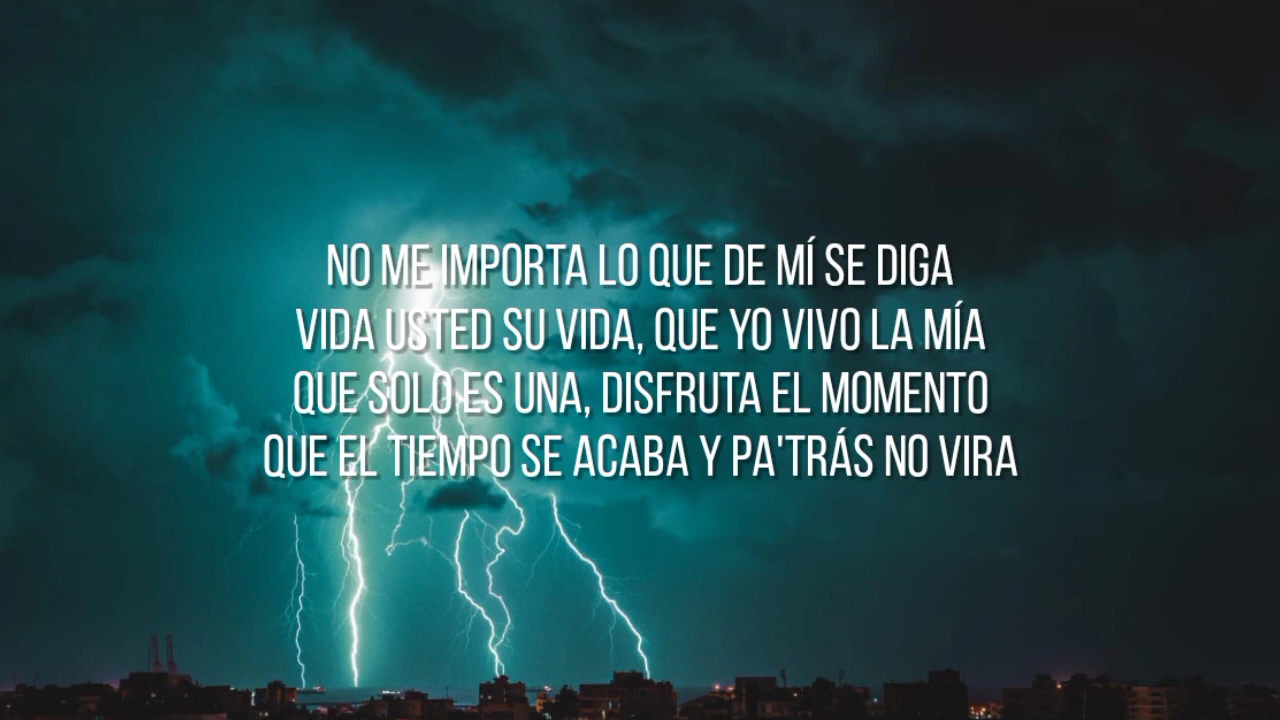 NO ME IMPORTA LO QUE DE MÍ SE DIGA
VIDA USTED SU VIDA, QUE YO VIVO LA MÍA
QUE SOLO ES UNA, DISFRUTA EL MOMENTO
QUE EL TIEMPO SE ACABA Y PA'TRÁS NO VIRA